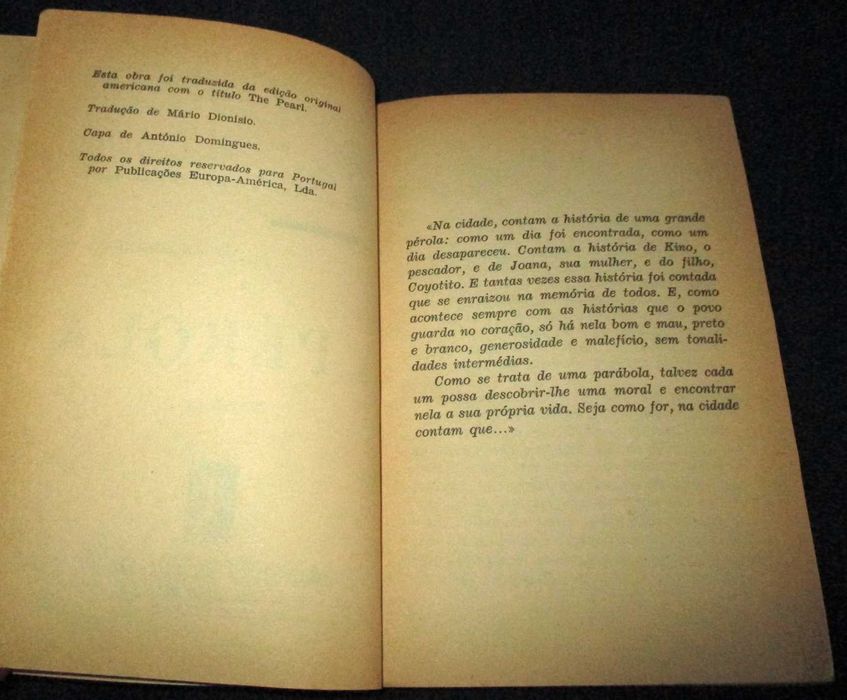 Esta obra foi traduzida da edição original
americana com o título The Pearl.
Tradução de Mário Dionísio.
Capa de António Domingues.
Todos os direitos reservados para Portugal
por Publicações Europa-América, Lda.
«Na cidade, contam a história de uma grande
pérola: como um dia foi encontrada, como um
dia desapareceu. Contam a história de Kino, o
pescador, e de Joana, sua mulher, e do filho,
Coyotito. E tantas vezes essa história foi contada
que se enraizou na memória de todos. E, como
acontece sempre com as histórias que o povo
guarda no coração, só há nela bom e mau, preto
e branco, generosidade e malefício, sem tonali-
dades intermédias.
Como se trata de uma parábola, talvez cada
um possa descobrir-lhe uma moral e encontrar
nela a sua própria vida. Seja como for, na cidade
contam que...»